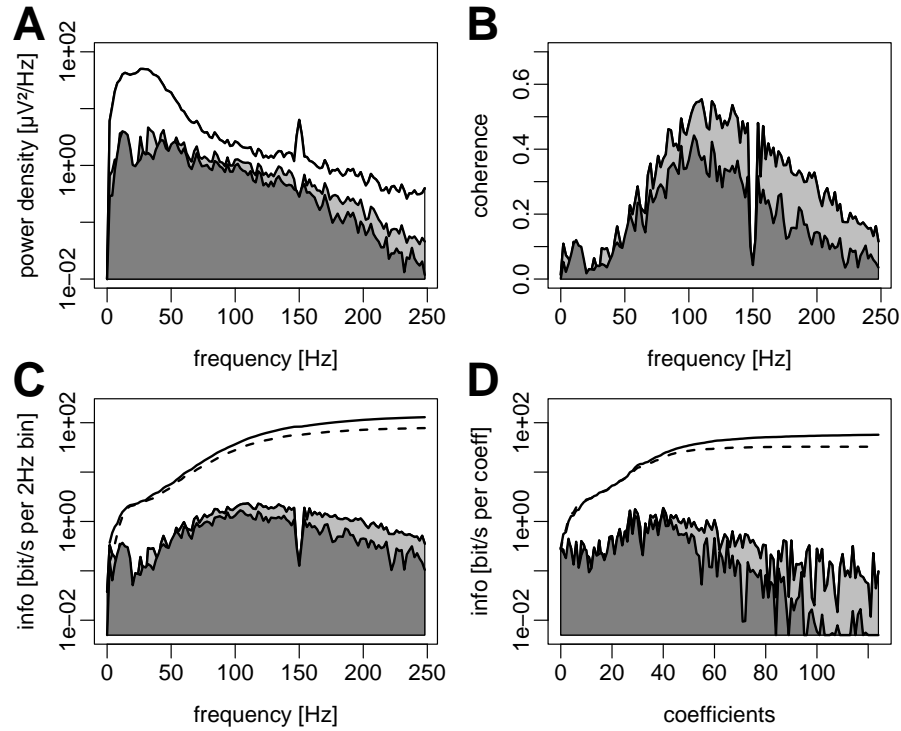 A
power density [µV²/Hz]
1e−02
1e+00
1e+02
0
50
100
150
200
250
frequency [Hz]
B
coherence
0.0
0.2
0.4
0.6
0
50
100
150
200
250
frequency [Hz]
C
info [bit/s per 2Hz bin]
1e−02
1e+00
1e+02
0
50
100
150
200
250
frequency [Hz]
D
info [bit/s per coeff]
1e−02
1e+00
1e+02
0
20
40
60
80
100
coefficients